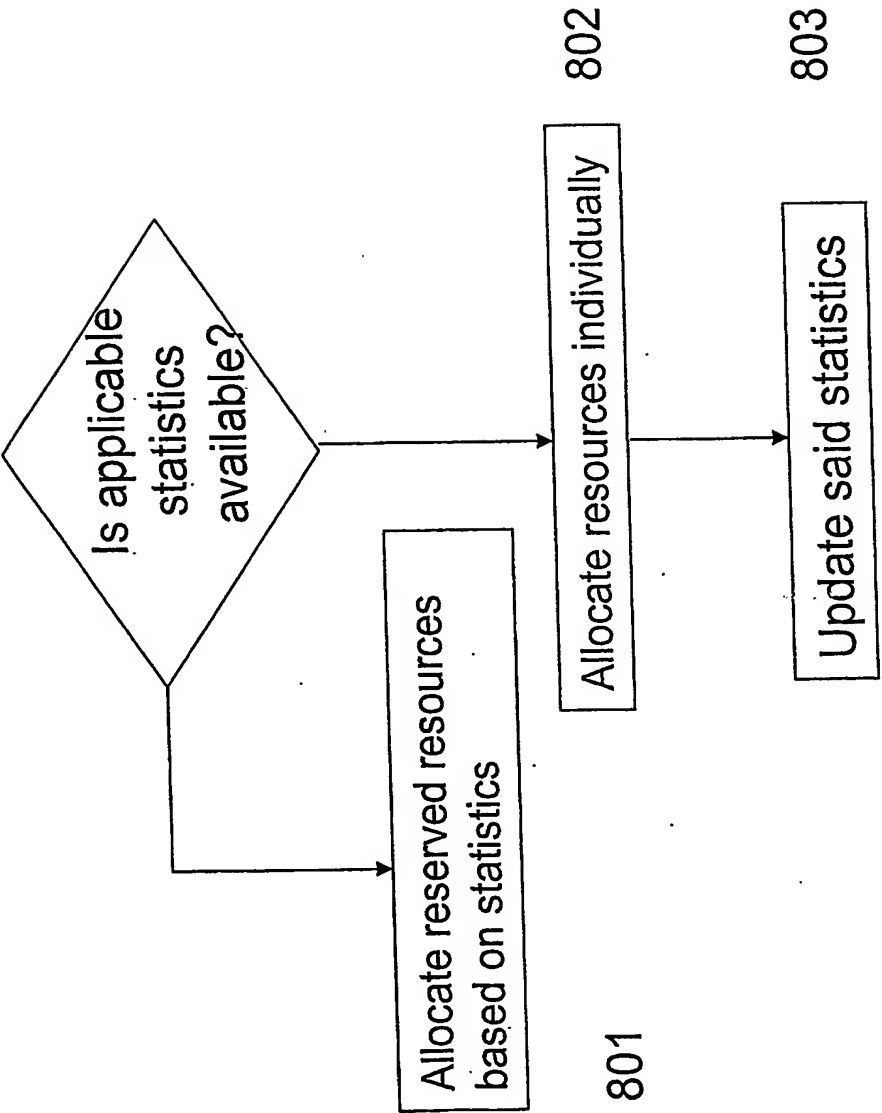 Is applicable
statistics
available?
Allocate reserved resources
based on statistics
801
Allocate resources individually
802
Update said statistics
803